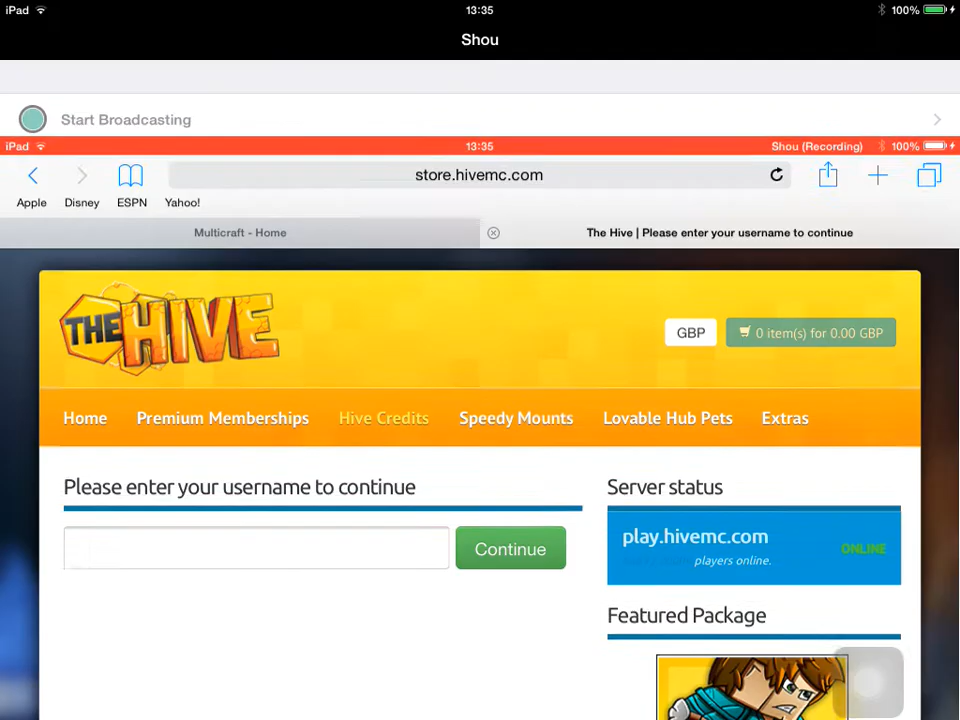 iPad 13:35 100%
Shou
Start Broadcasting
iPad 13:35 Shou (Recording) 100%
store.hivemc.com
Apple Disney ESPN Yahoo!
Multicraft - Home The Hive | Please enter your username to continue
THE HIVE
GBP 0 item(s) for 0.00 GBP
Home Premium Memberships Hive Credits Speedy Mounts Lovable Hub Pets Extras
Please enter your username to continue
Continue
Server status
play.hivemc.com
ONLINE
players online.
Featured Package